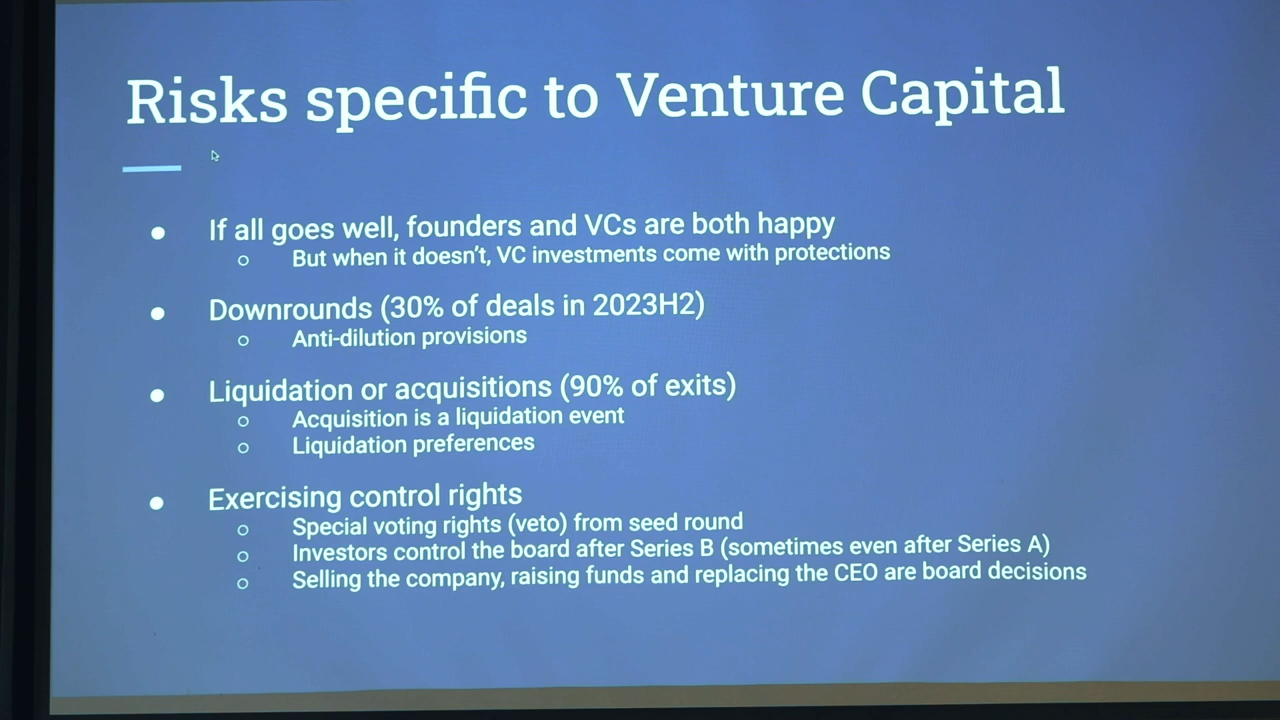 Risks specific to Venture Capital
● If all goes well, founders and VCs are both happy
○ But when it doesn't, VC investments come with protections
● Downrounds (30% of deals in 2023H2)
○ Anti-dilution provisions
● Liquidation or acquisitions (90% of exits)
○ Acquisition is a liquidation event
○ Liquidation preferences
● Exercising control rights
○ Special voting rights (veto) from seed round
○ Investors control the board after Series B (sometimes even after Series A)
○ Selling the company, raising funds and replacing the CEO are board decisions